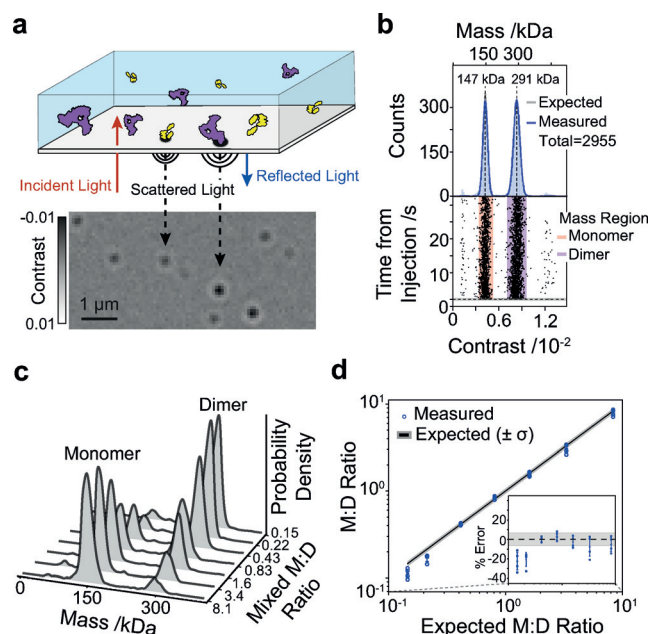 a
Incident Light
Scattered Light
Reflected Light
-0.01
Contrast
0.01
1 μm
b
Mass /kDa
150 300
147 kDa
291 kDa
Counts
300
150
0
Expected
Measured
Total=2955
Time from
Injection /s
20
10
0
Mass Region
Monomer
Dimer
0 0.4 0.8 1.2
Contrast /10-2
c
Monomer
Dimer
Probability
Density
0.15
0.22
0.43
0.83
1.6
3.4
8.1
Mixed M:D
Ratio
0
150
300
Mass /kDa
d
M:D Ratio
101
100
10-1
Measured
Expected (± σ)
% Error
20
0
-20
-40
10-1 100 101
Expected M:D Ratio